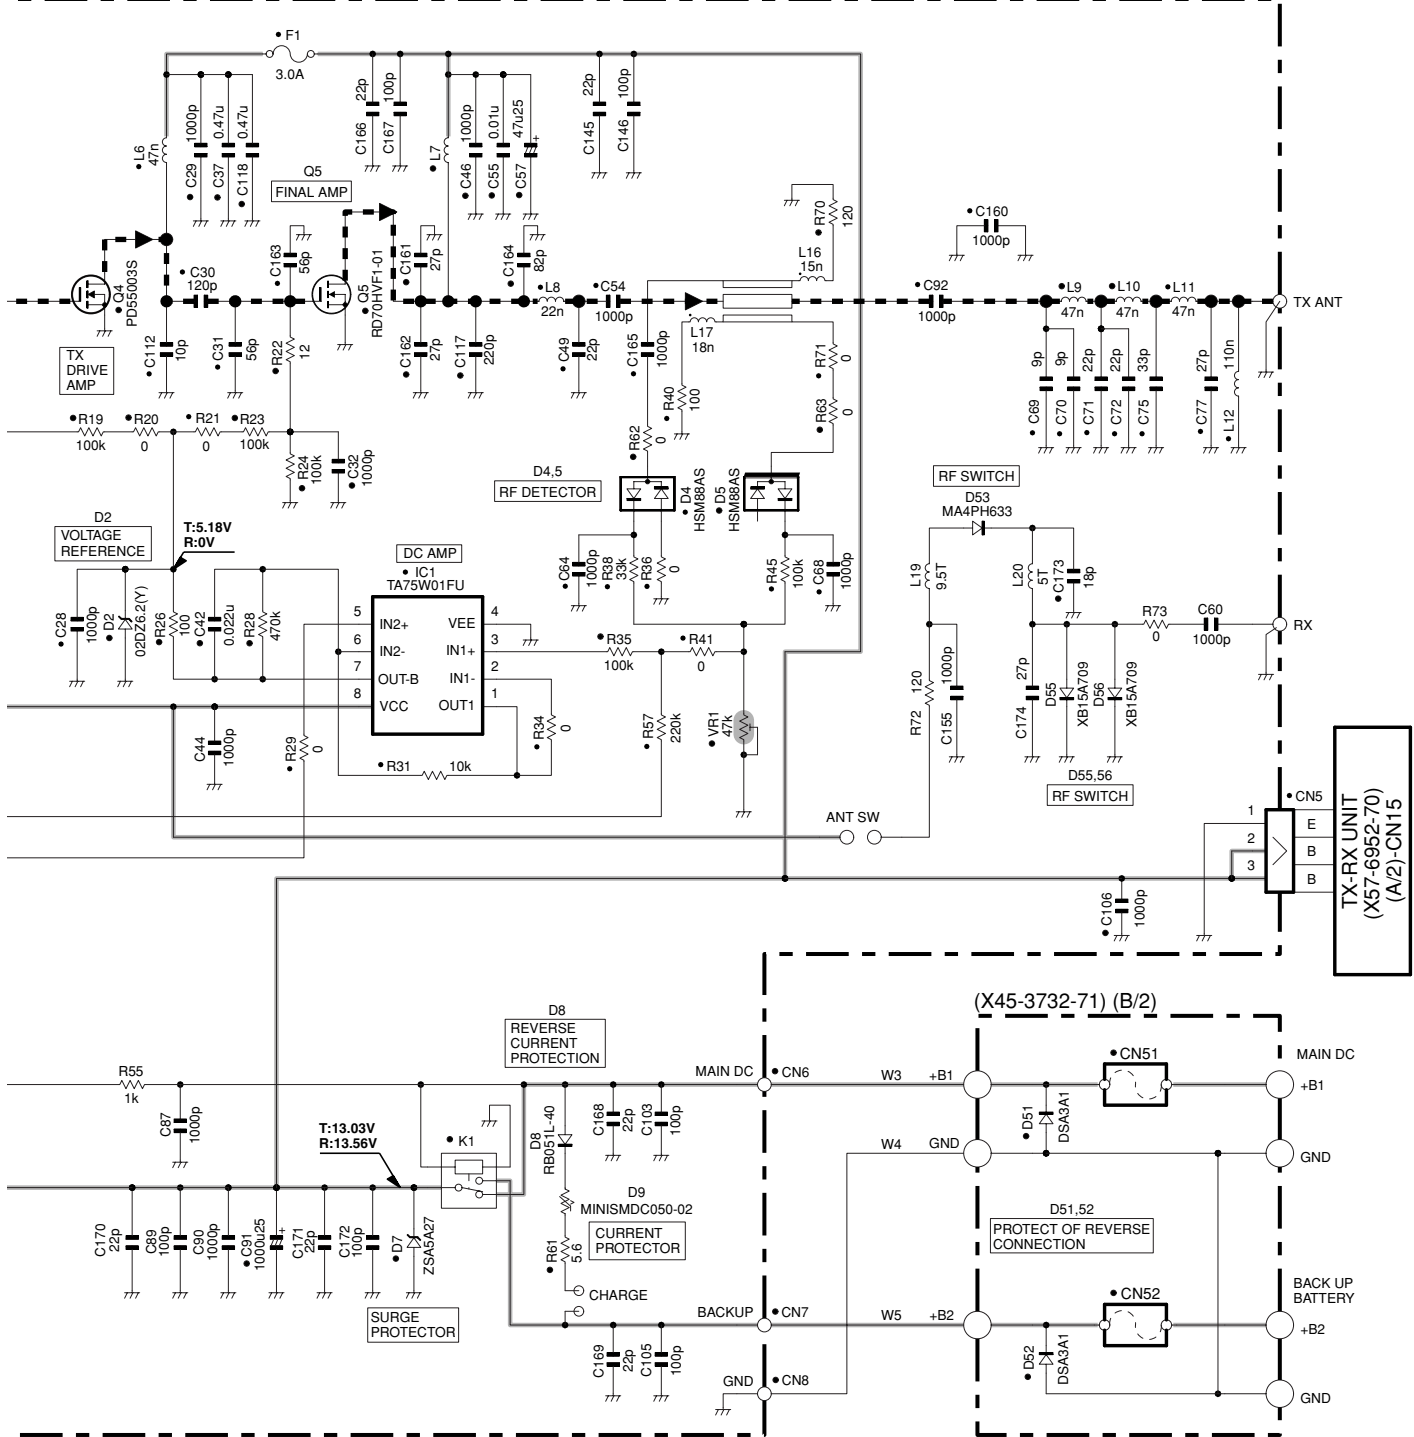 F1
3.0A
22p
C166
100p
C167
22p
C145
100p
C146
L6
47n
1000p
C29
0.47u
C37
0.47u
C118
L7
1000p
C46
0.01u
C55
47u25
+
C57
Q5
FINAL AMP
R70
120
C160
1000p
Q4
PD55003S
C30
120p
C163
56p
Q5
RD70HVF1-01
C161
27p
C164
82p
L8
22n
C54
1000p
L16
15n
C92
1000p
L9
47n
L10
47n
L11
47n
TX ANT
TX
DRIVE
AMP
C112
10p
C31
56p
R22
12
C162
27p
C117
220p
C49
22p
C165
1000p
L17
18n
R40
100
R71
0
R63
0
9p
C69
9p
C70
22p
C71
22p
C72
33p
C75
27p
C77
110n
L12
R19
100k
R20
0
R21
0
R23
100k
R24
100k
C32
1000p
R62
0
D4,5
RF DETECTOR
D4
HSM88AS
D5
HSM88AS
RF SWITCH
D53
MA4PH633
D2
VOLTAGE
REFERENCE
T:5.18V
R:0V
DC AMP
IC1
TA75W01FU
C64
1000p
R38
33k
R36
0
R45
100k
C68
1000p
L19
9.5T
L20
5T
C173
18p
C28
1000p
D2
02DZ6.2(Y)
R26
100
C42
0.022u
R28
470k
5
IN2+
VEE
4
6
IN2-
IN1+
3
7
OUT-B
IN1-
2
8
VCC
OUT1
1
R35
100k
R41
0
R73
0
C60
1000p
RX
R72
120
C155
1000p
C174
27p
D55
XB15A709
D56
XB15A709
C44
1000p
R29
0
R34
0
R57
220k
VR1
47k
R31
10k
D55,56
RF SWITCH
ANT SW
CN5
1
E
2
B
3
B
TX-RX UNIT
(X57-6952-70)
(A/2)-CN15
C106
1000p
(X45-3732-71) (B/2)
D8
REVERSE
CURRENT
PROTECTION
R55
1k
C87
1000p
MAIN DC
CN6
W3
+B1
CN51
MAIN DC
+B1
T:13.03V
R:13.56V
K1
D8
RB051L-40
C168
22p
C103
100p
D51
DSA3A1
W4
GND
GND
D9
MINISMDC050-02
CURRENT
PROTECTOR
R61
5.6
D51,52
PROTECT OF REVERSE
CONNECTION
C170
22p
C89
100p
C90
1000p
C91
1000u25
+
C171
22p
C172
100p
D7
ZSA5A27
CHARGE
SURGE
PROTECTOR
BACKUP
CN7
W5
+B2
CN52
BACK UP
BATTERY
+B2
C169
22p
C105
100p
D52
DSA3A1
GND
CN8
GND